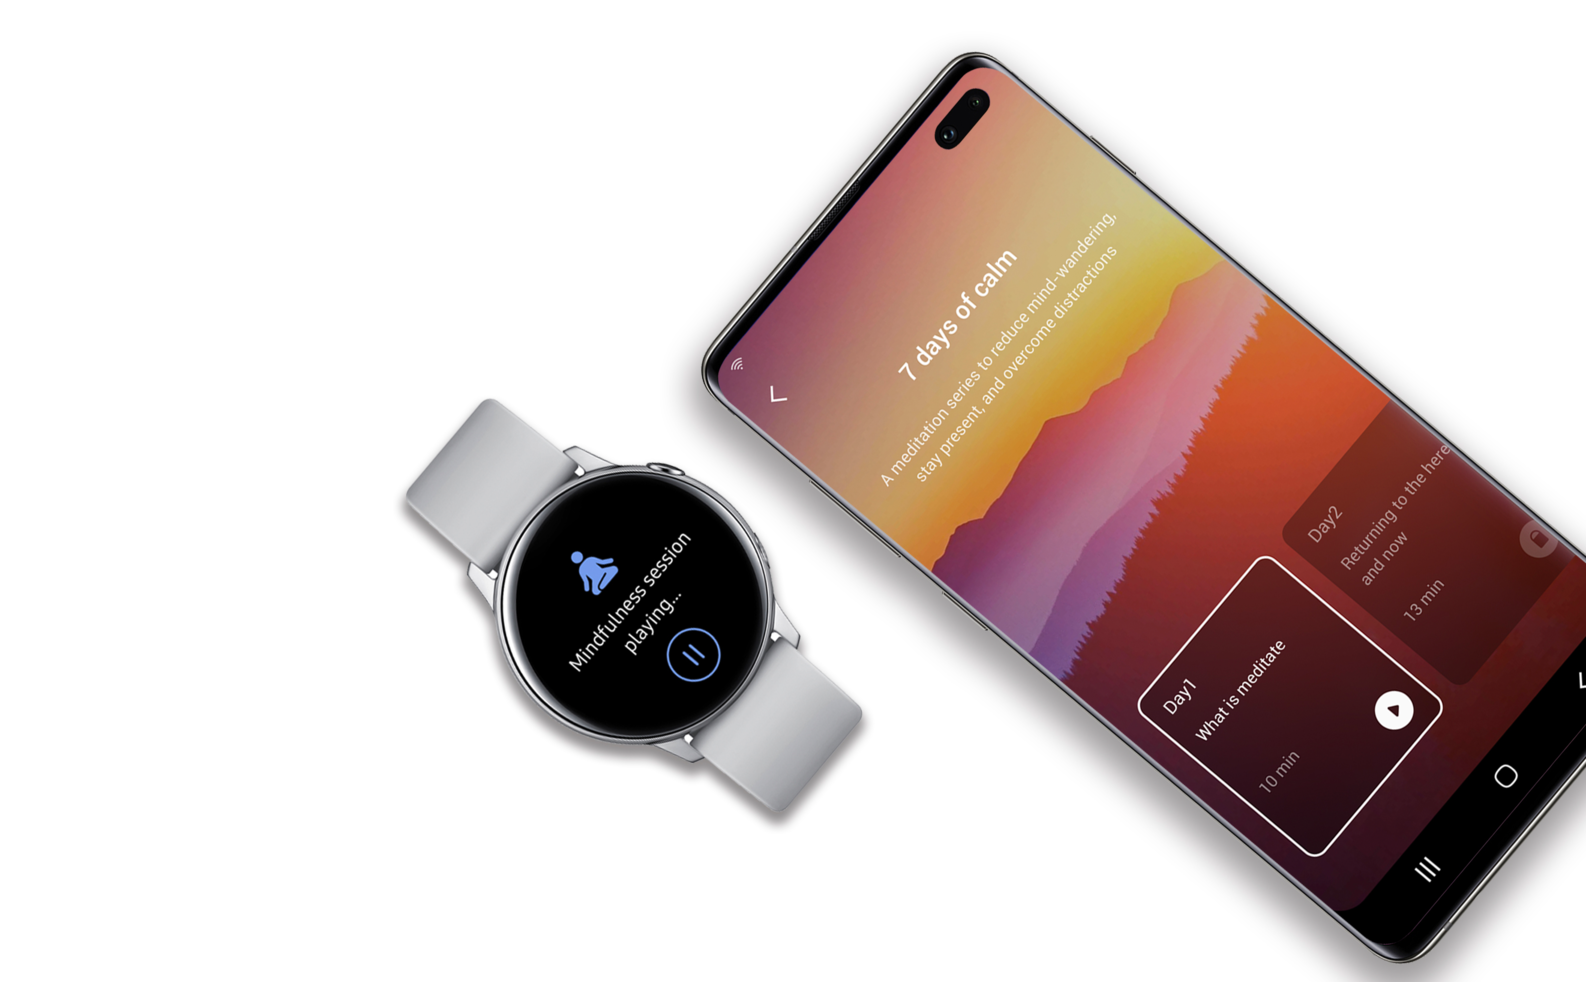 Mindfulness session
playing...
7 days of calm
A meditation series to reduce mind-wandering,
stay present, and overcome distractions
Day1
What is meditate
10 min
Day2
Returning to the here
and now
13 min